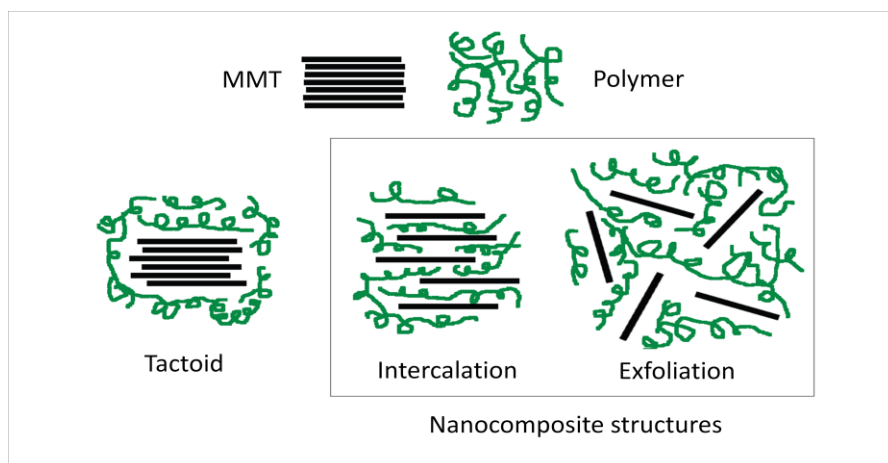 MMT
Polymer
Tactoid
Intercalation
Exfoliation
Nanocomposite structures